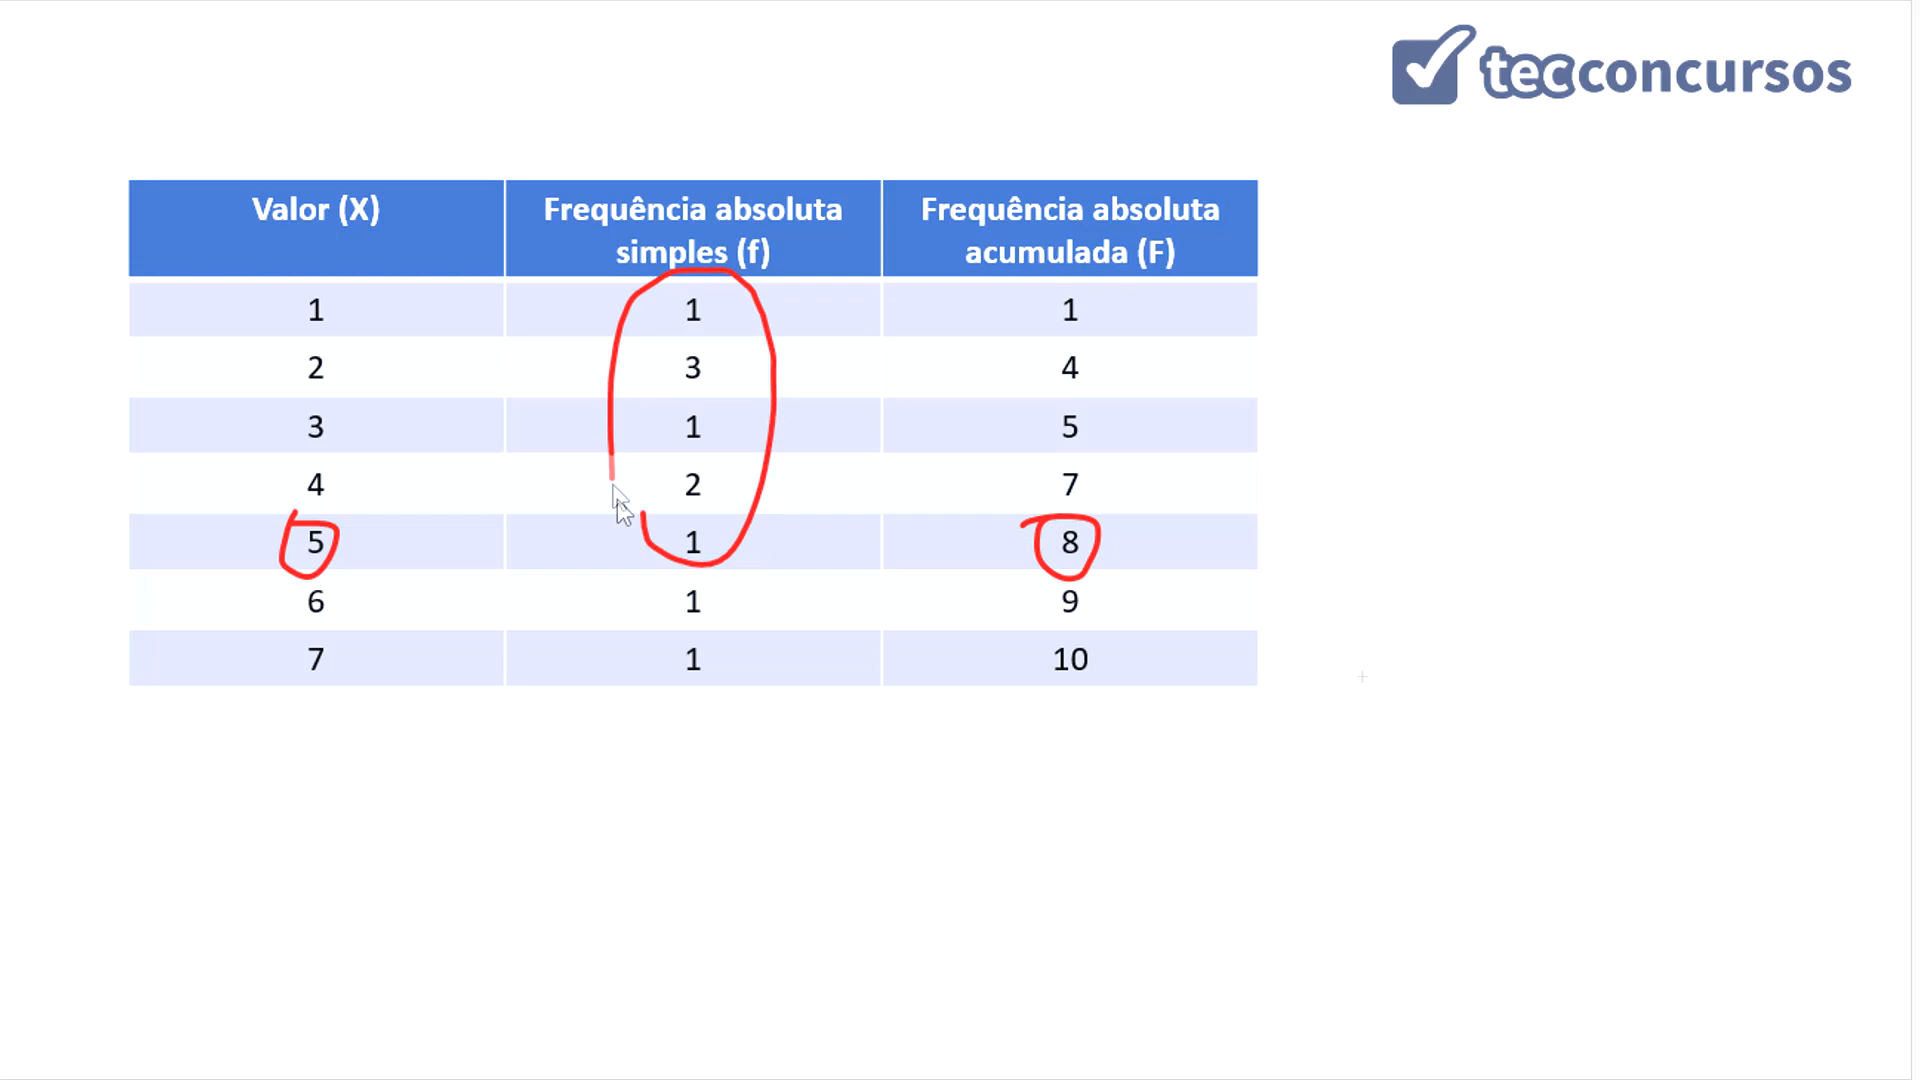 tecconcursos
Valor (X) Frequência absoluta simples (f) Frequência absoluta acumulada (F)
1 1 1
2 3 4
3 1 5
4 2 7
5 1 8
6 1 9
7 1 10